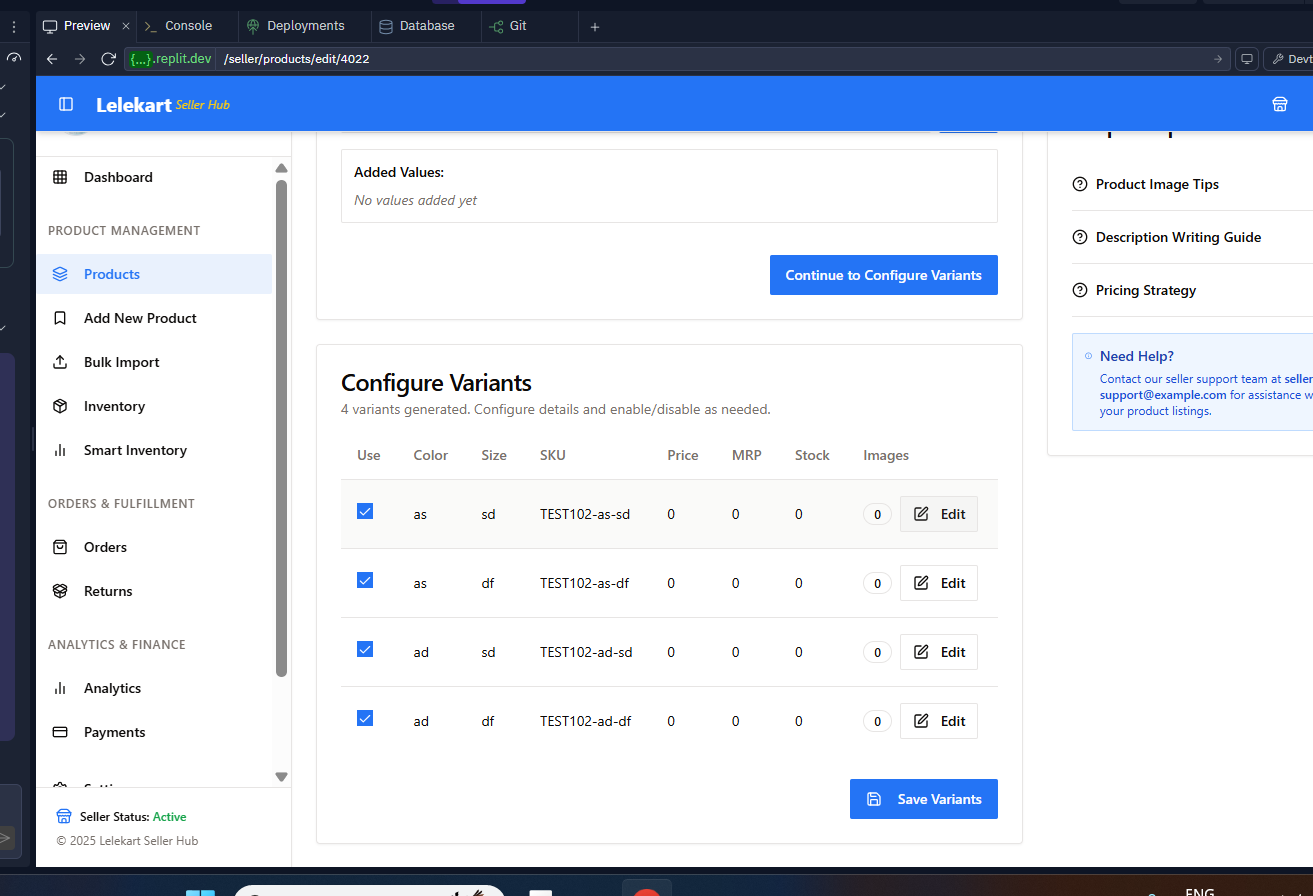 Preview
Console
Deployments
Database
Git
{...}.replit.dev /seller/products/edit/4022
Lelekart Seller Hub
Dashboard
PRODUCT MANAGEMENT
Products
Add New Product
Bulk Import
Inventory
Smart Inventory
ORDERS & FULFILLMENT
Orders
Returns
ANALYTICS & FINANCE
Analytics
Payments
Seller Status: Active
© 2025 Lelekart Seller Hub
Added Values:
No values added yet
Continue to Configure Variants
Configure Variants
4 variants generated. Configure details and enable/disable as needed.
Use Color Size SKU Price MRP Stock Images
as sd TEST102-as-sd 0 0 0 0 Edit
as df TEST102-as-df 0 0 0 0 Edit
ad sd TEST102-ad-sd 0 0 0 0 Edit
ad df TEST102-ad-df 0 0 0 0 Edit
Save Variants
Product Image Tips
Description Writing Guide
Pricing Strategy
Need Help?
Contact our seller support team at seller
support@example.com for assistance w
your product listings.
ENG